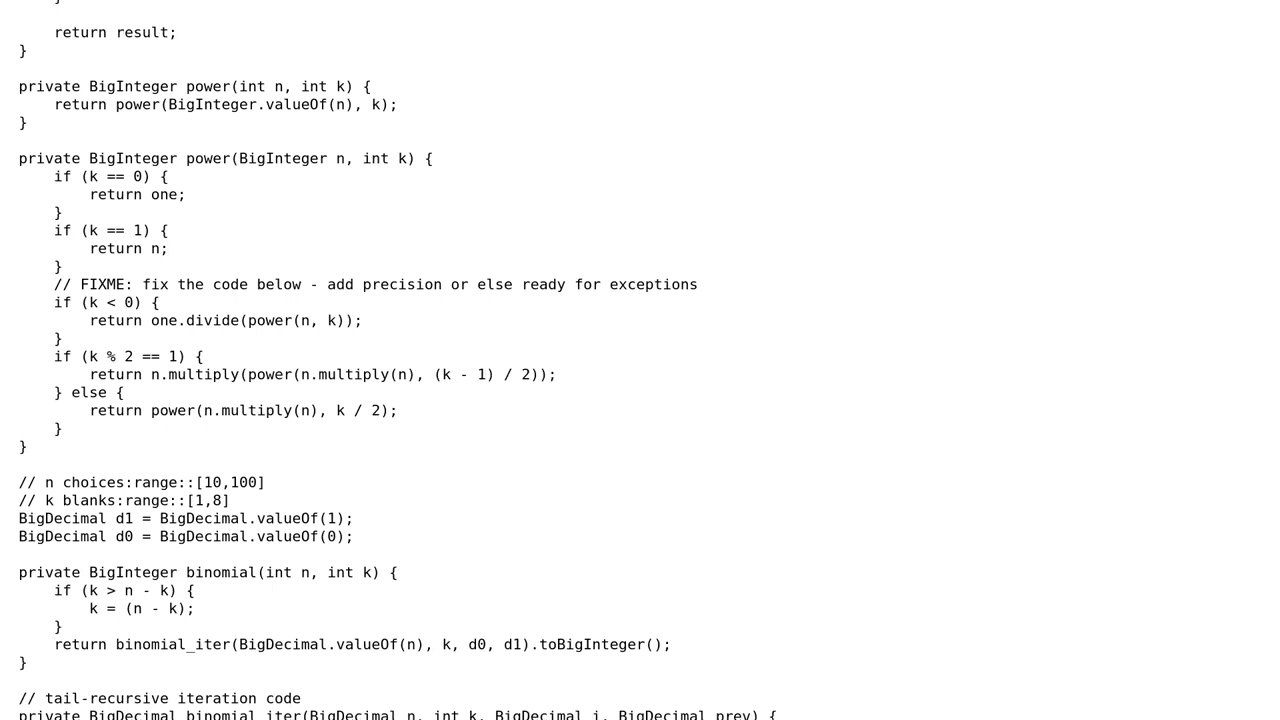 }
    return result;
}
private BigInteger power(int n, int k) {
    return power(BigInteger.valueOf(n), k);
}
private BigInteger power(BigInteger n, int k) {
    if (k == 0) {
        return one;
    }
    if (k == 1) {
        return n;
    }
    // FIXME: fix the code below - add precision or else ready for exceptions
    if (k < 0) {
        return one.divide(power(n, k));
    }
    if (k % 2 == 1) {
        return n.multiply(power(n.multiply(n), (k - 1) / 2));
    } else {
        return power(n.multiply(n), k / 2);
    }
}
// n choices:range::[10,100]
// k blanks:range::[1,8]
BigDecimal d1 = BigDecimal.valueOf(1);
BigDecimal d0 = BigDecimal.valueOf(0);
private BigInteger binomial(int n, int k) {
    if (k > n - k) {
        k = (n - k);
    }
    return binomial_iter(BigDecimal.valueOf(n), k, d0, d1).toBigInteger();
}
// tail-recursive iteration code
private BigDecimal binomial_iter(BigDecimal n, int k, BigDecimal i, BigDecimal prev) {